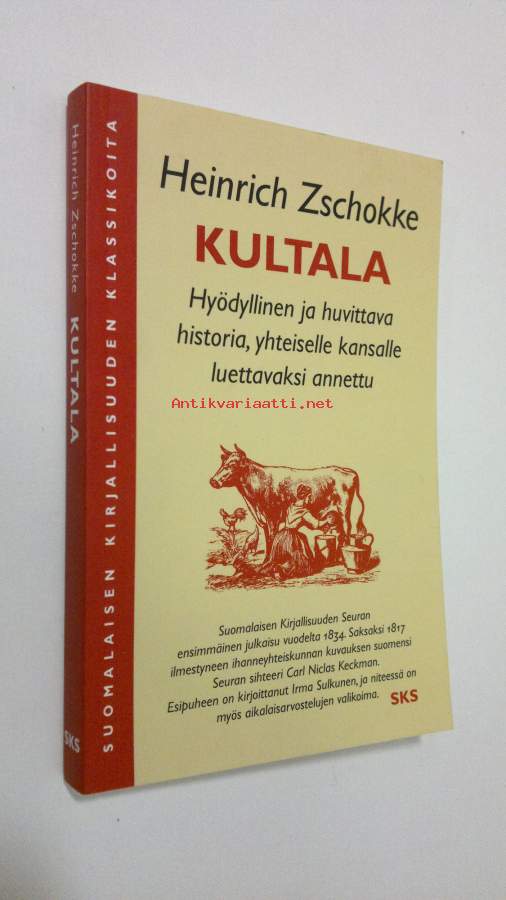 Heinrich Zschokke
KULTALA
SKS
SUOMALAISEN KIRJALLISUUDEN KLASSIKOITA
Heinrich Zschokke
KULTALA
Hyödyllinen ja huvittava
historia, yhteiselle kansalle
luettavaksi annettu
Antikvariaatti.net
Suomalaisen Kirjallisuuden Seuran
ensimmäinen julkaisu vuodelta 1834. Saksaksi 1817
ilmestyneen ihanneyhteiskunnan kuvauksen suomensi
Seuran sihteeri Carl Niclas Keckman.
Esipuheen on kirjoittanut Irma Sulkunen, ja niteessä on
myös aikalaisarvostelujen valikoima. SKS